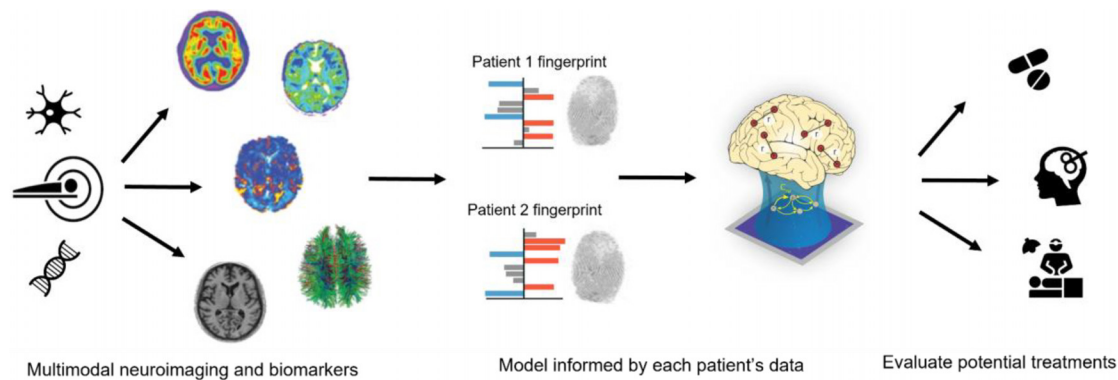 Patient 1 fingerprint
Patient 2 fingerprint
Multimodal neuroimaging and biomarkers
Model informed by each patient's data
Evaluate potential treatments